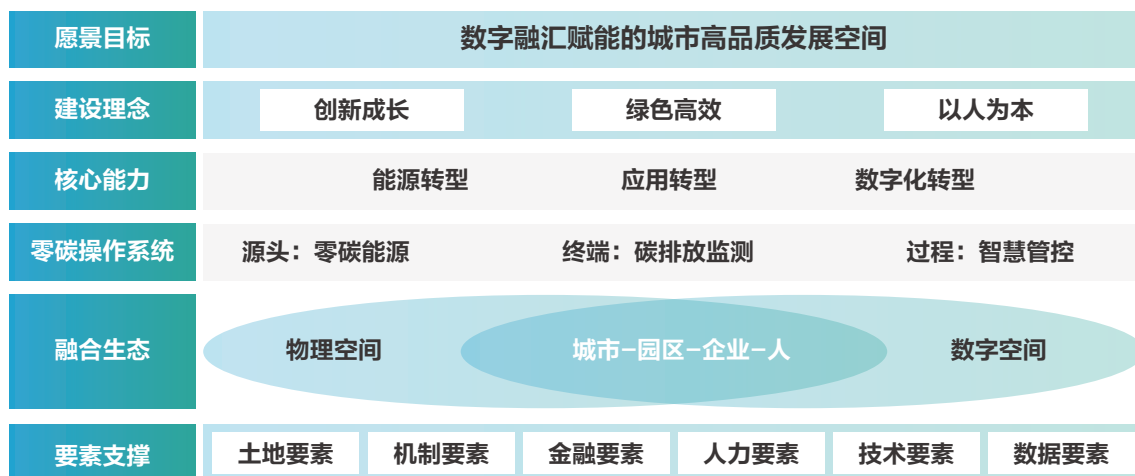 愿景目标 数字融汇赋能的城市高品质发展空间
建设理念 创新成长 绿色高效 以人为本
核心能力 能源转型 应用转型 数字化转型
零碳操作系统 源头：零碳能源 终端：碳排放监测 过程：智慧管控
融合生态 物理空间 城市–园区–企业–人 数字空间
要素支撑 土地要素 机制要素 金融要素 人力要素 技术要素 数据要素